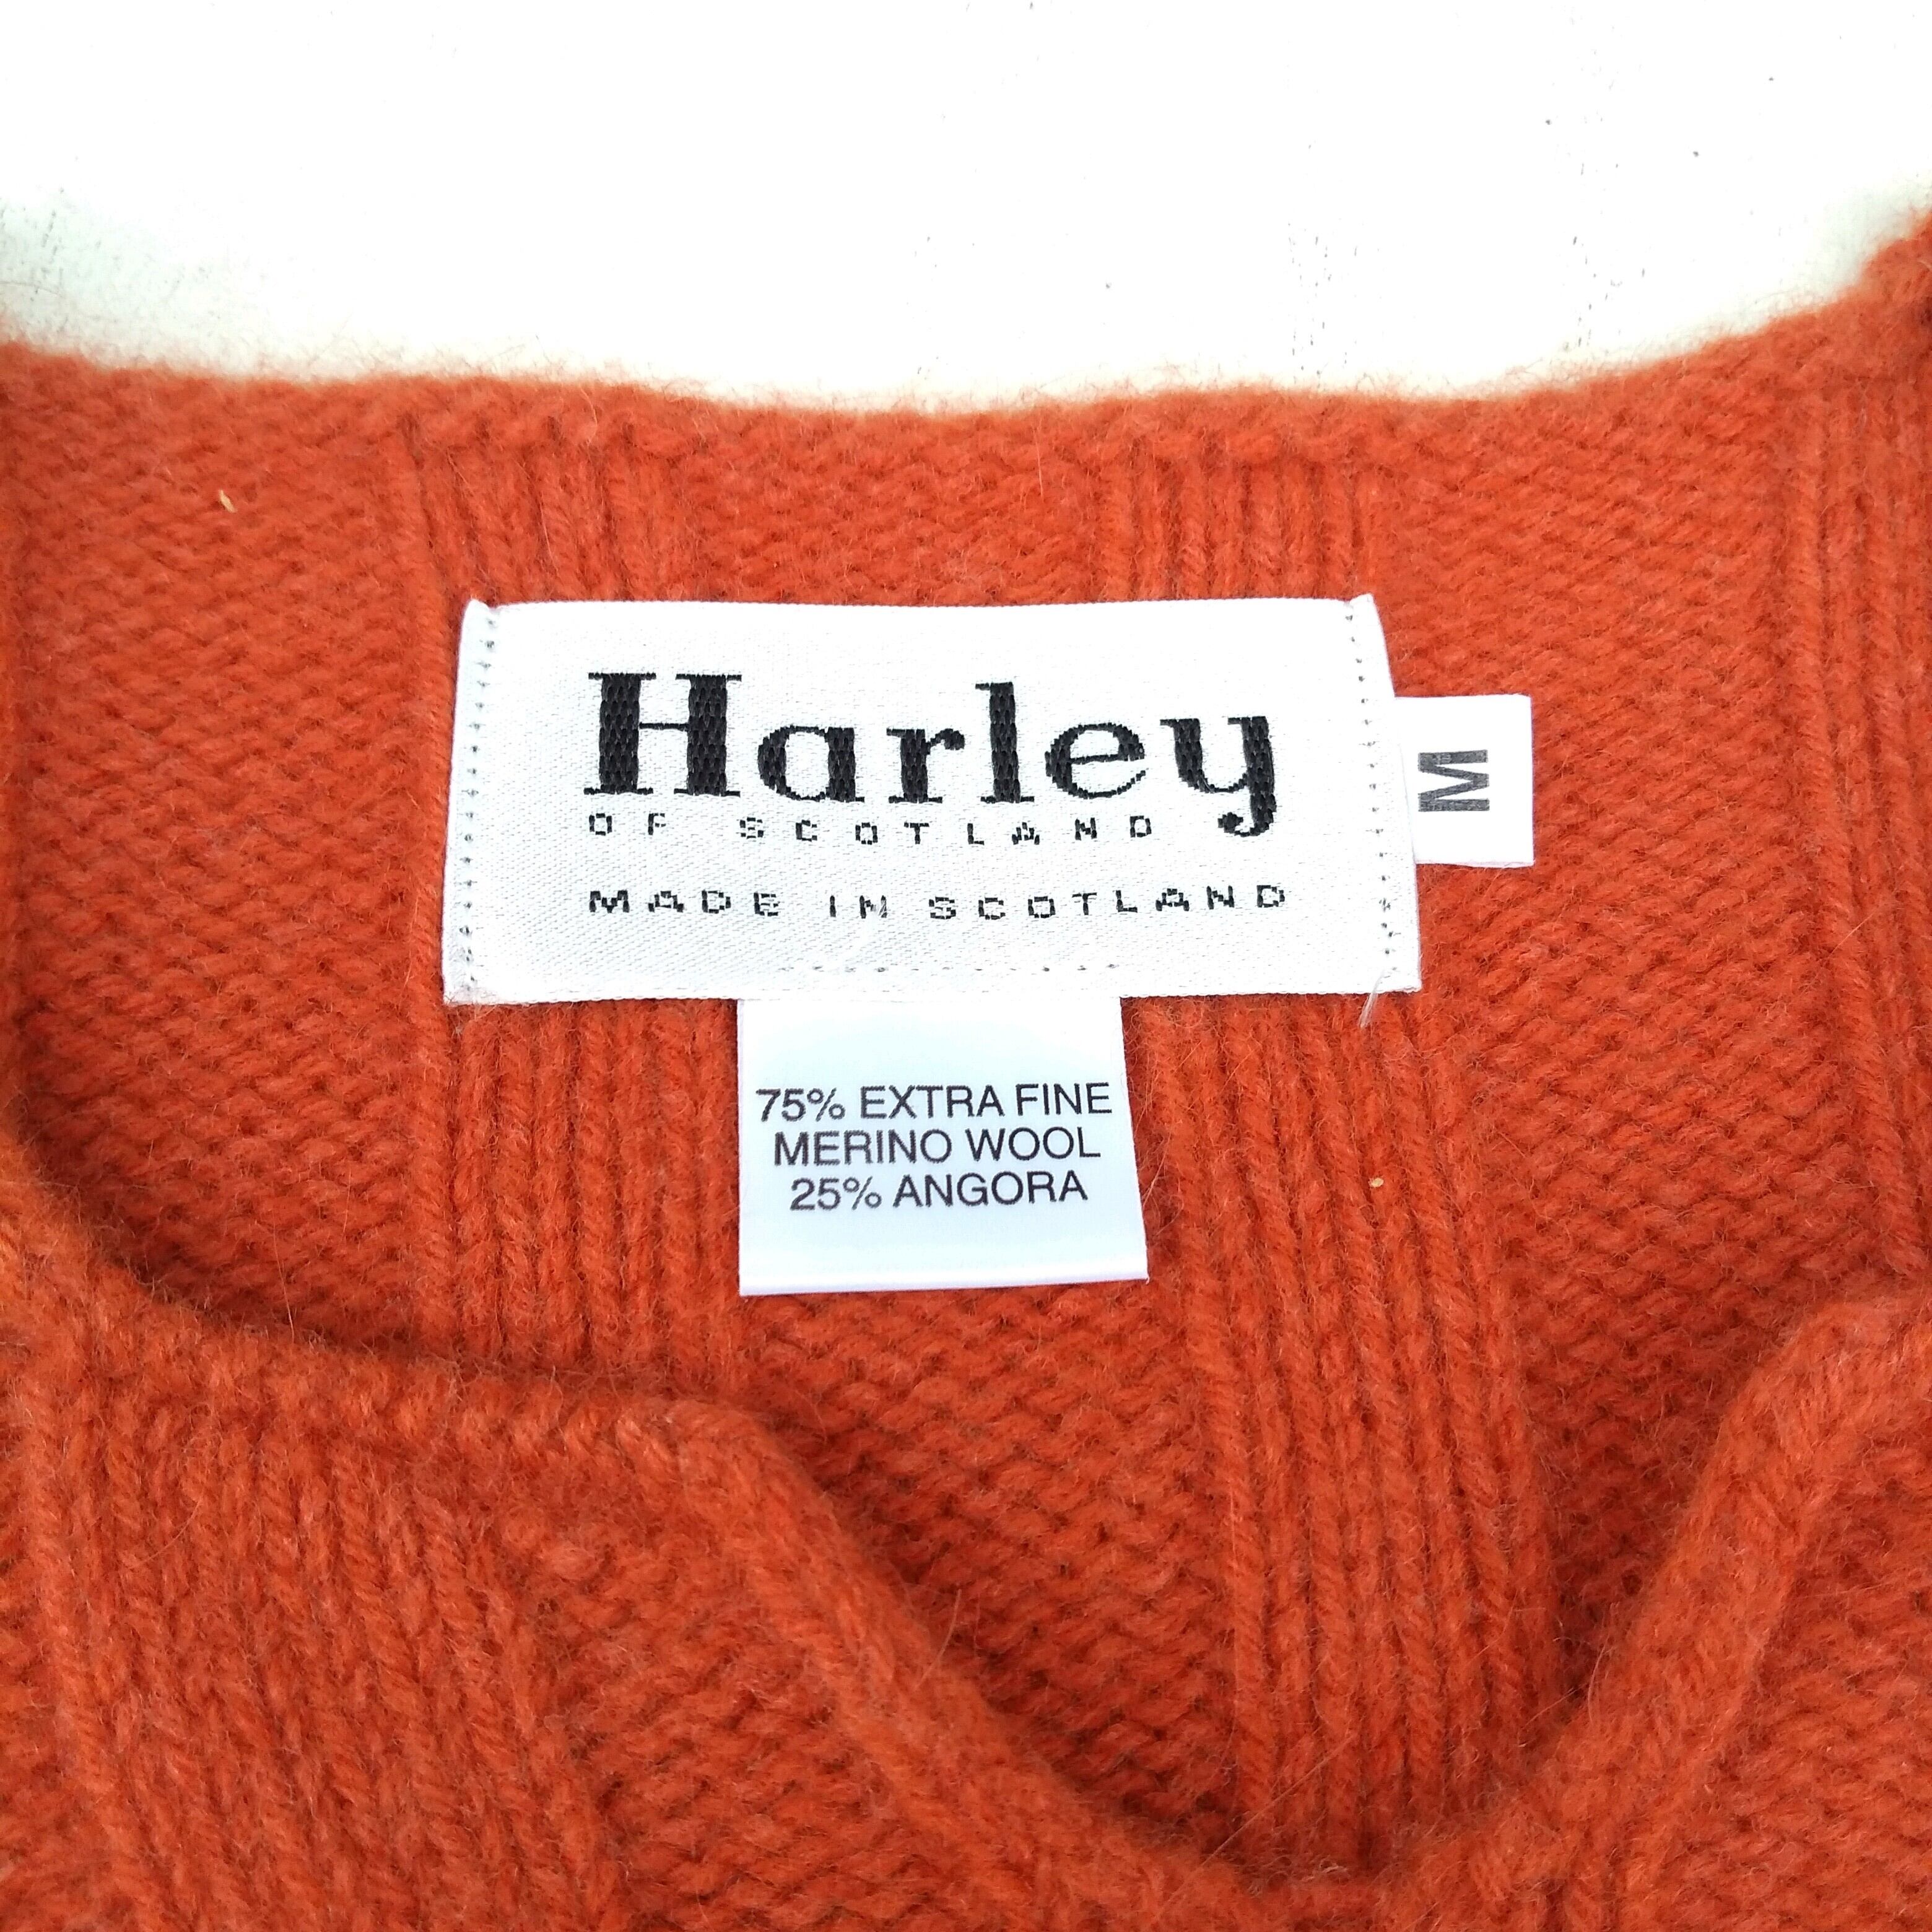 Harley
OF SCOTLAND
MADE IN SCOTLAND
M
75% EXTRA FINE
MERINO WOOL
25% ANGORA